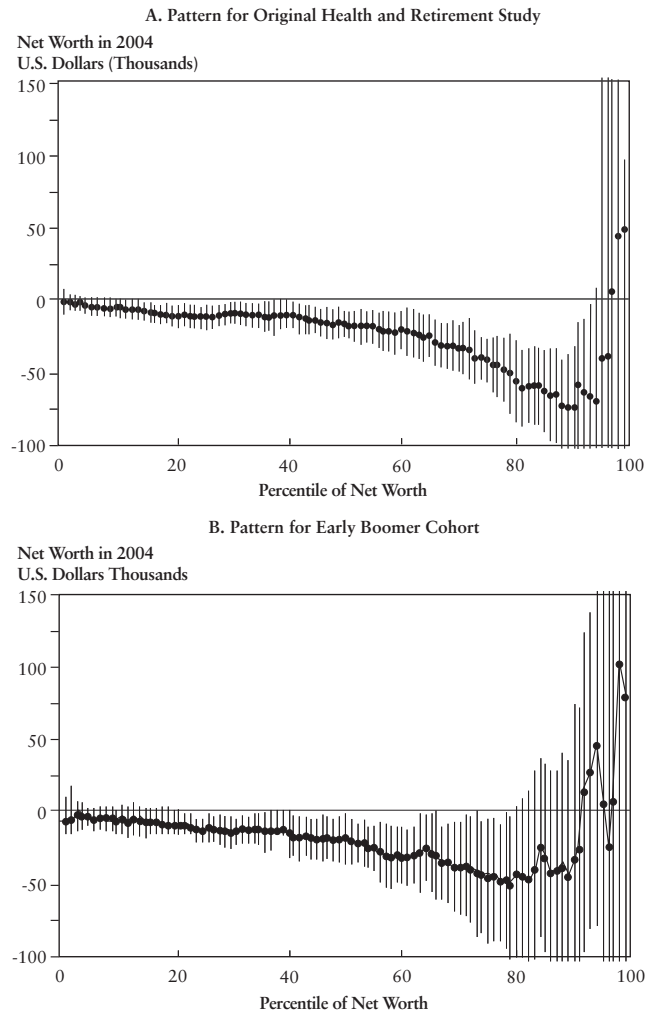 A. Pattern for Original Health and Retirement Study
Net Worth in 2004
U.S. Dollars (Thousands)
150
100
50
0
-50
-100
0 20 40 60 80 100
Percentile of Net Worth
B. Pattern for Early Boomer Cohort
Net Worth in 2004
U.S. Dollars Thousands
150
100
50
0
-50
-100
0 20 40 60 80 100
Percentile of Net Worth